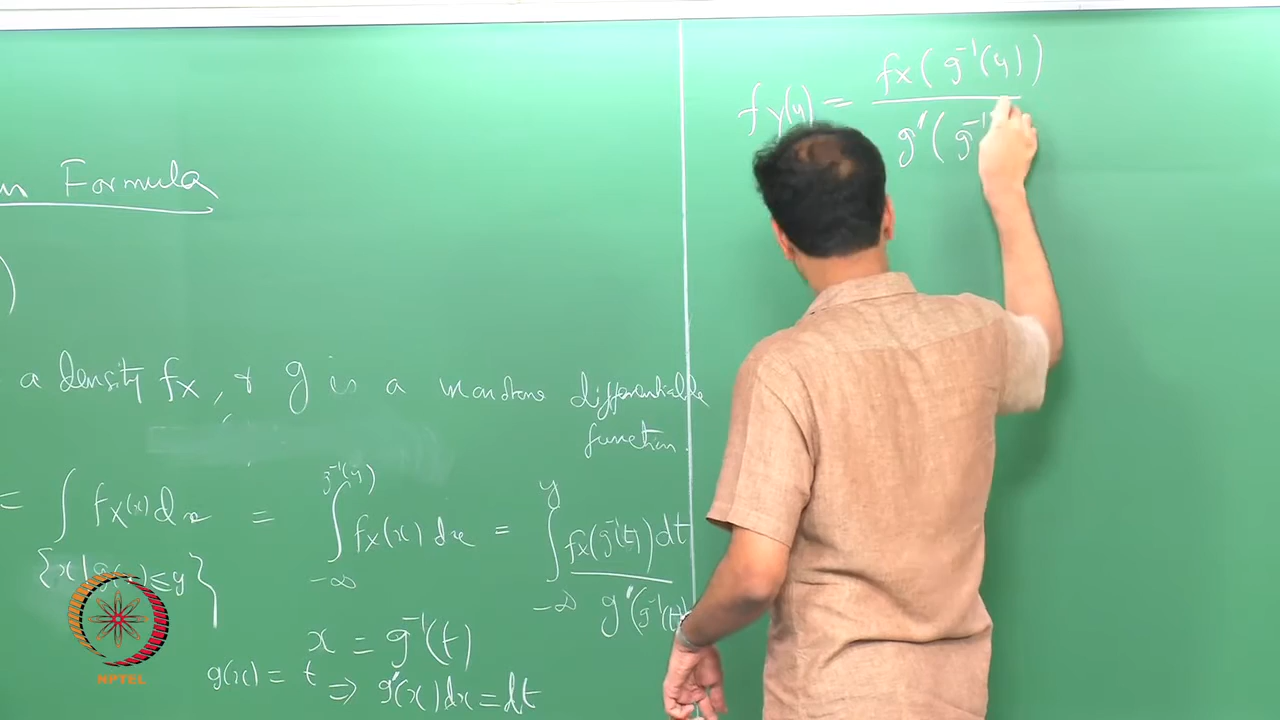 n Formula
)
a density fx, & g is a monotone differentiable
function.
= ∫ fx(x) dx = ∫ fx(x) dx = ∫ fx(g⁻¹(t)) dt
{x | g(x) ≤ y} -∞ g⁻¹(y) -∞ y g'(g⁻¹(t))
x = g⁻¹(t)
g(x) = t ⇒ g'(x) dx = dt
fy(y) = fx(g⁻¹(y))
g'(g⁻¹
NPTEL